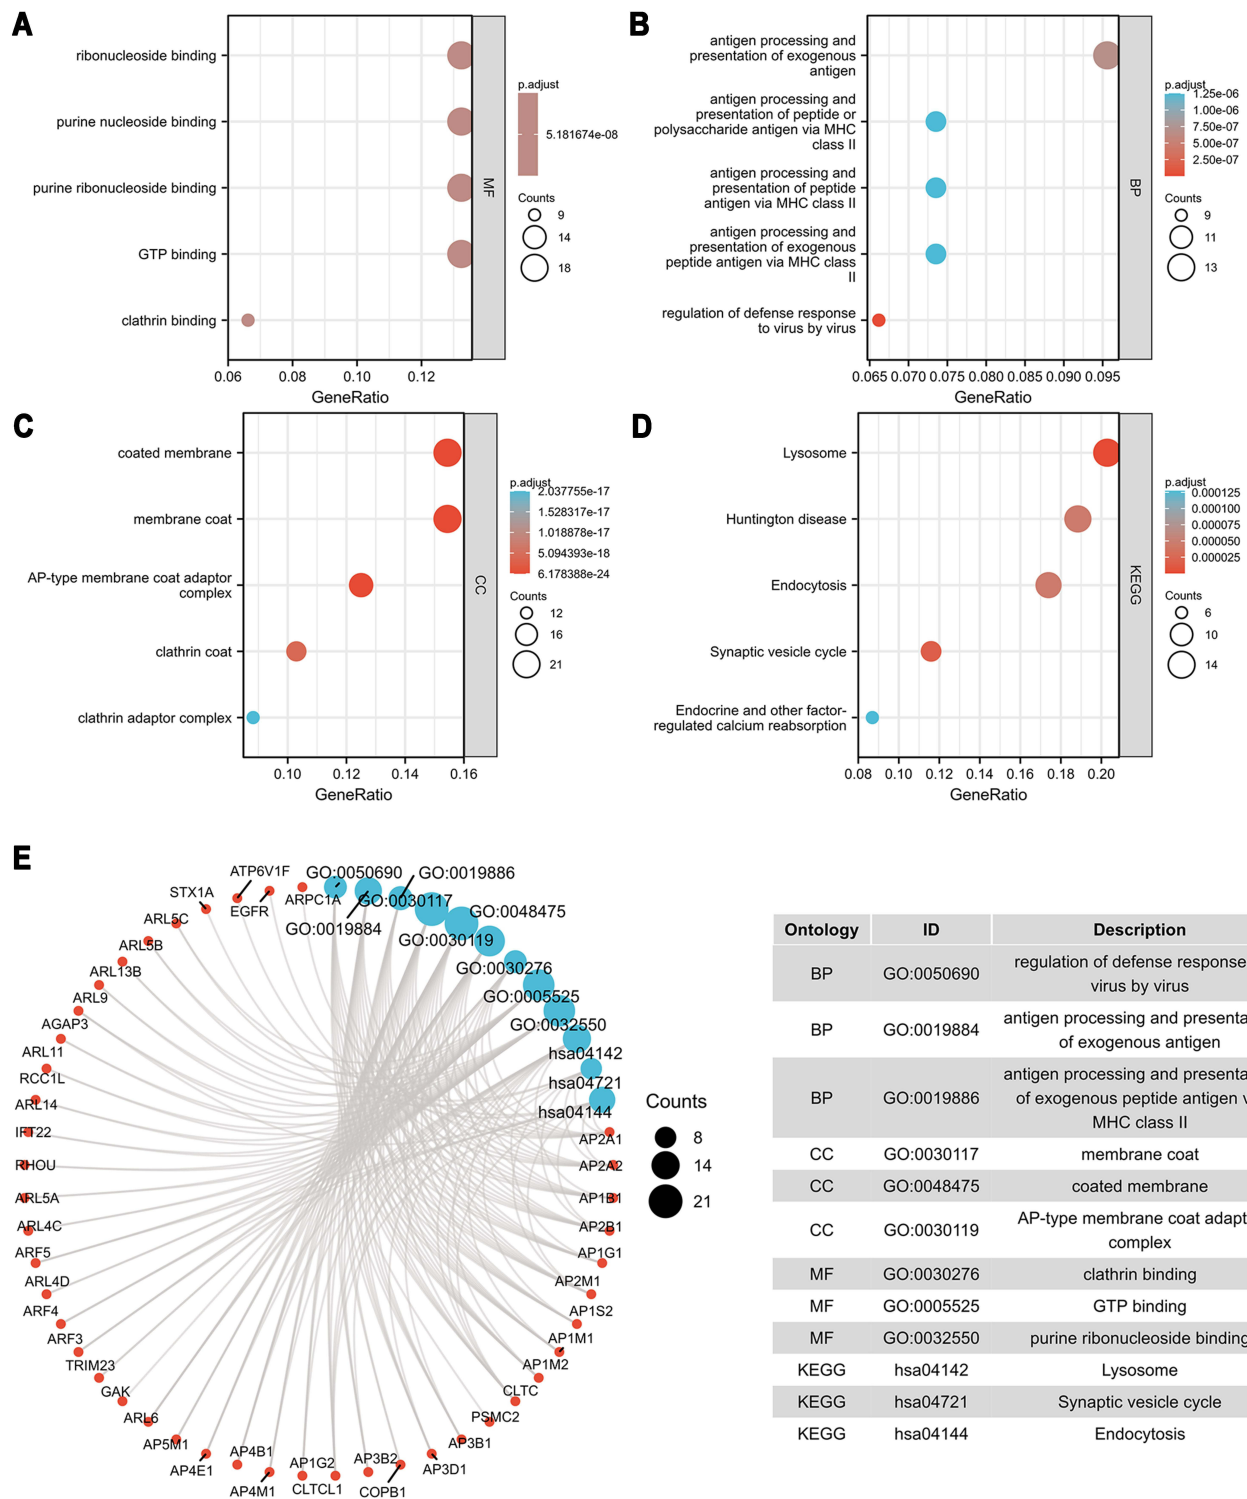 A
ribonucleoside binding
purine nucleoside binding
purine ribonucleoside binding
GTP binding
clathrin binding
0.06 0.08 0.10 0.12
GeneRatio
MF
p.adjust
5.181674e-08
Counts
9
14
18
B
antigen processing and
presentation of exogenous
antigen
antigen processing and
presentation of peptide or
polysaccharide antigen via MHC
class II
antigen processing and
presentation of peptide
antigen via MHC class II
antigen processing and
presentation of exogenous
peptide antigen via MHC class
II
regulation of defense response
to virus by virus
0.065 0.070 0.075 0.080 0.085 0.090 0.095
GeneRatio
BP
p.adjust
1.25e-06
1.00e-06
7.50e-07
5.00e-07
2.50e-07
Counts
9
11
13
C
coated membrane
membrane coat
AP-type membrane coat adaptor
complex
clathrin coat
clathrin adaptor complex
0.10 0.12 0.14 0.16
GeneRatio
CC
p.adjust
2.037755e-17
1.528317e-17
1.018878e-17
5.094393e-18
6.178388e-24
Counts
12
16
21
D
Lysosome
Huntington disease
Endocytosis
Synaptic vesicle cycle
Endocrine and other factor-
regulated calcium reabsorption
0.08 0.10 0.12 0.14 0.16 0.18 0.20
GeneRatio
KEGG
p.adjust
0.000125
0.000100
0.000075
0.000050
0.000025
Counts
6
10
14
E
GO:0050690
GO:0019884
GO:0019886
GO:0030117
GO:0048475
GO:0030119
GO:0030276
GO:0005525
GO:0032550
hsa04142
hsa04721
hsa04144
AP2A1
AP2A2
AP1B1
AP2B1
AP1G1
AP2M1
AP1S2
AP1M1
AP1M2
CLTC
PSMC2
AP3B1
AP3D1
COPB1
AP3B2
CLTCL1
AP1G2
AP4M1
AP4B1
AP4E1
AP5M1
ARL6
GAK
TRIM23
ARF3
ARF4
ARL4D
ARF5
ARL4C
ARL5A
RHOU
IFT22
ARL14
RCC1L
ARL11
AGAP3
ARL9
ARL13B
ARL5B
ARL5C
STX1A
EGFR
ATP6V1F
ARPC1A
Counts
8
14
21
Ontology ID Description
BP GO:0050690 regulation of defense response
virus by virus
BP GO:0019884 antigen processing and presenta
of exogenous antigen
BP GO:0019886 antigen processing and presenta
of exogenous peptide antigen v
MHC class II
CC GO:0030117 membrane coat
CC GO:0048475 coated membrane
CC GO:0030119 AP-type membrane coat adapt
complex
MF GO:0030276 clathrin binding
MF GO:0005525 GTP binding
MF GO:0032550 purine ribonucleoside binding
KEGG hsa04142 Lysosome
KEGG hsa04721 Synaptic vesicle cycle
KEGG hsa04144 Endocytosis